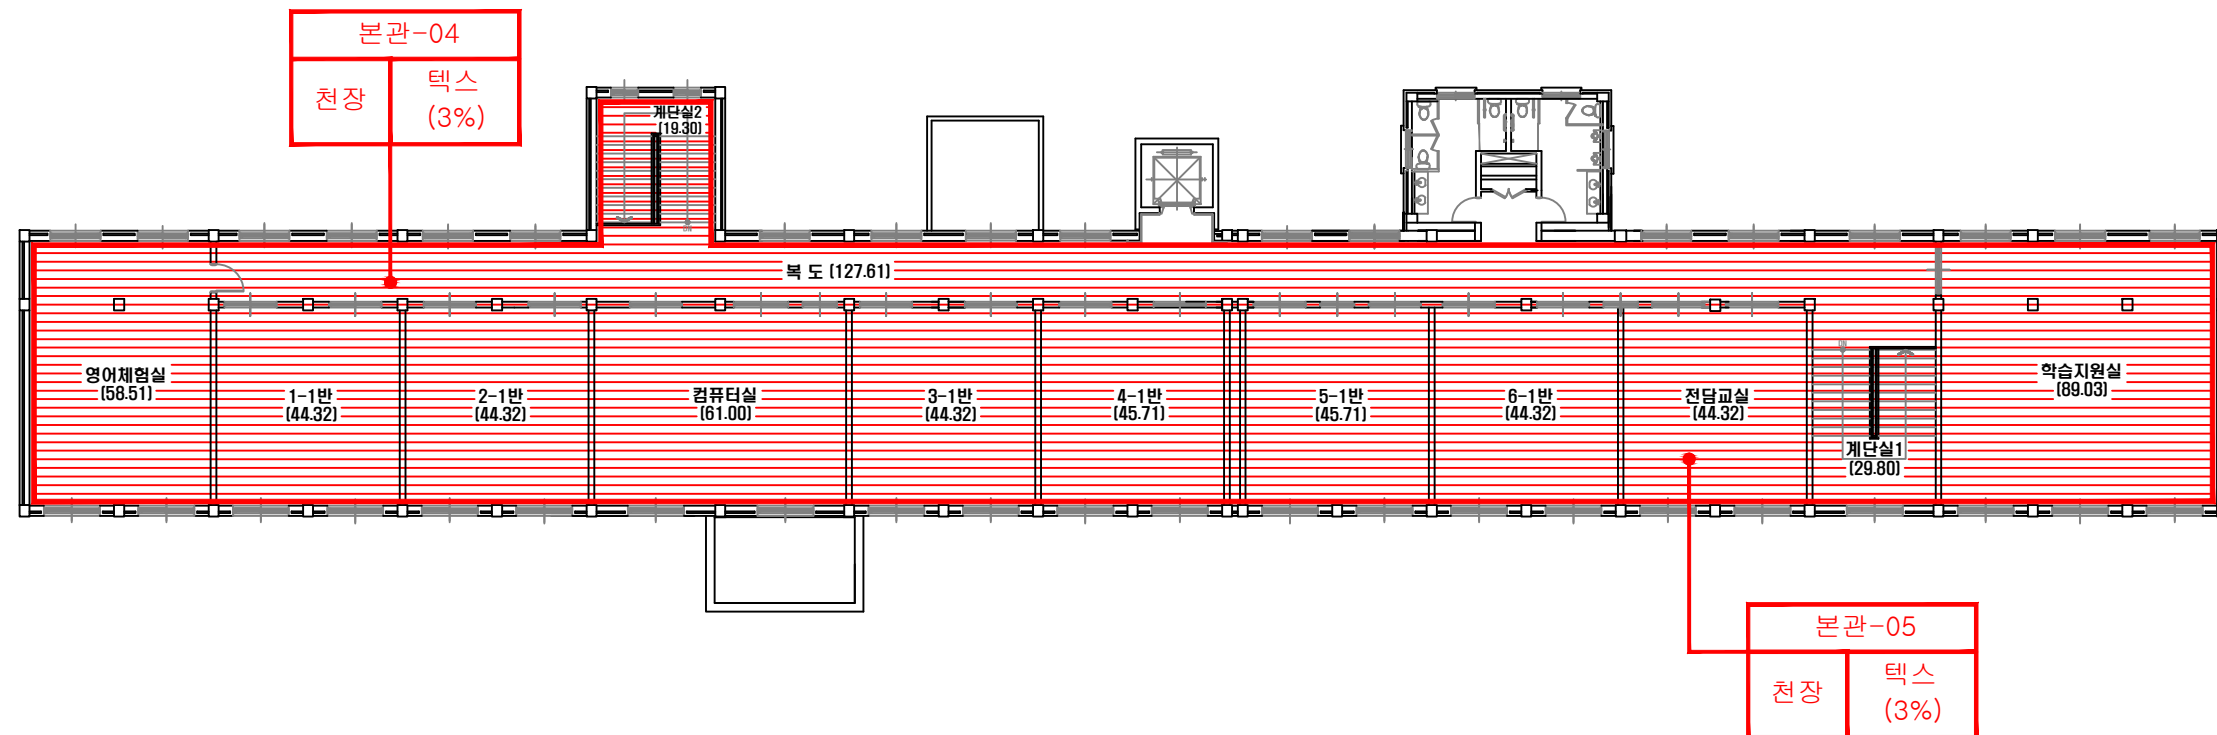 본관-04
천장
텍스
(3%)
계단실2
(19.30)
복 도 (127.61)
영어체험실
(58.51)
1-1반
(44.32)
2-1반
(44.32)
컴퓨터실
(61.00)
3-1반
(44.32)
4-1반
(45.71)
5-1반
(45.71)
6-1반
(44.32)
전담교실
(44.32)
계단실1
(29.80)
학습지원실
(89.03)
본관-05
천장
텍스
(3%)